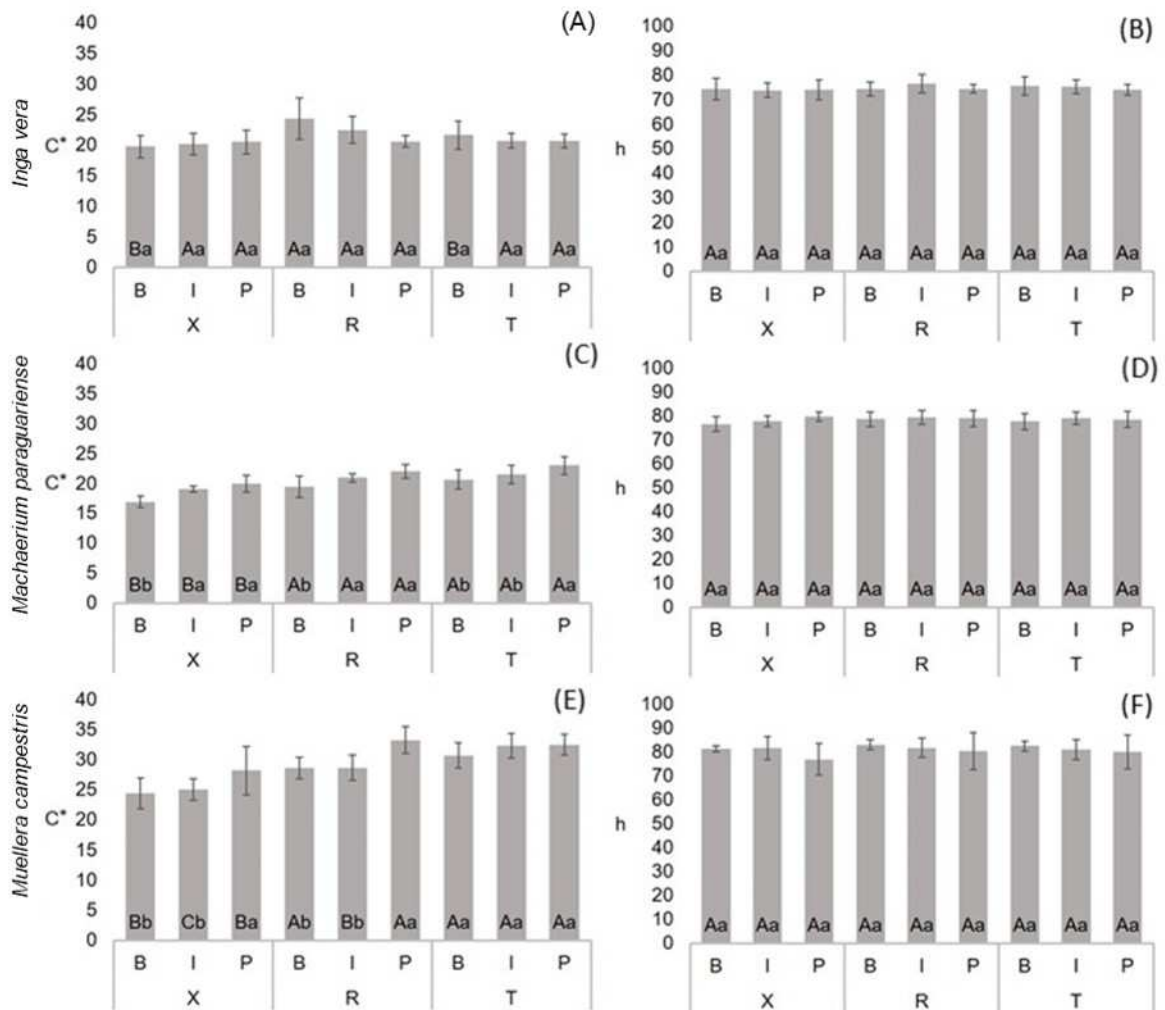 Inga vera
(A)
40
35
30
25
C* 20
15
10
5
0
Ba Aa Aa Aa Aa Aa Ba Aa Aa
B I P B I P B I P
X R T
(B)
100
90
80
70
60
h 50
40
30
20
10
0
Aa Aa Aa Aa Aa Aa Aa Aa Aa
B I P B I P B I P
X R T
Machaerium paraguariense
(C)
40
35
30
25
C* 20
15
10
5
0
Bb Ba Ba Ab Aa Aa Ab Ab Aa
B I P B I P B I P
X R T
(D)
100
90
80
70
60
h 50
40
30
20
10
0
Aa Aa Aa Aa Aa Aa Aa Aa Aa
B I P B I P B I P
X R T
Muellera campestris
(E)
40
35
30
25
C* 20
15
10
5
0
Bb Cb Ba Ab Bb Aa Aa Aa Aa
B I P B I P B I P
X R T
(F)
100
90
80
70
60
h 50
40
30
20
10
0
Aa Aa Aa Aa Aa Aa Aa Aa Aa
B I P B I P B I P
X R T